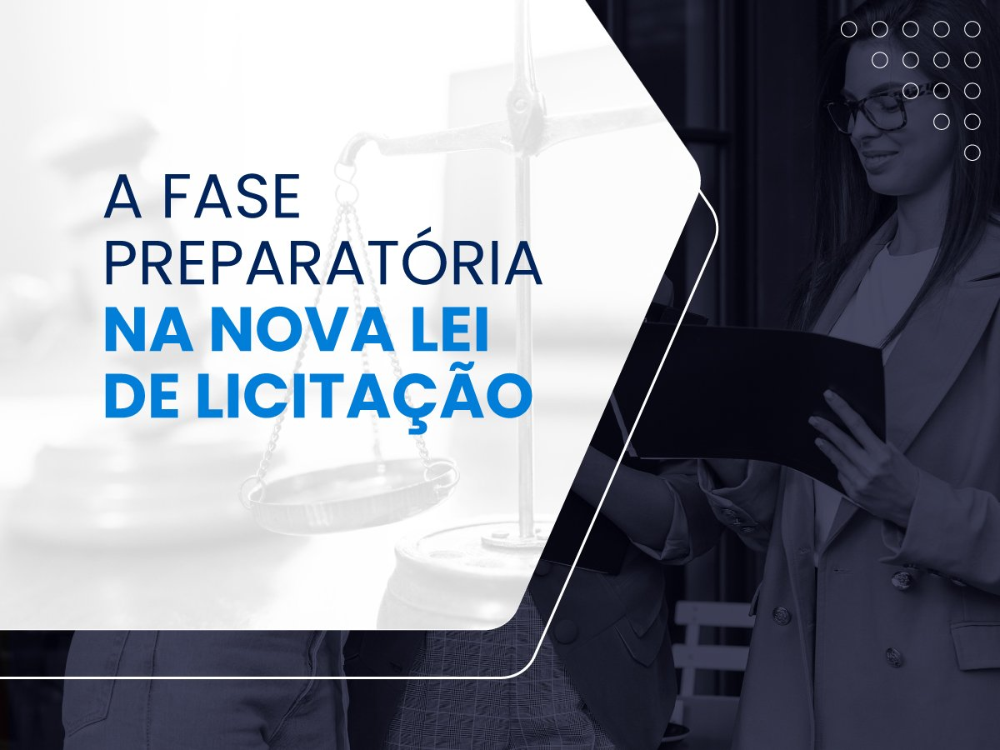 A FASE
PREPARATÓRIA
NA NOVA LEI
DE LICITAÇÃO